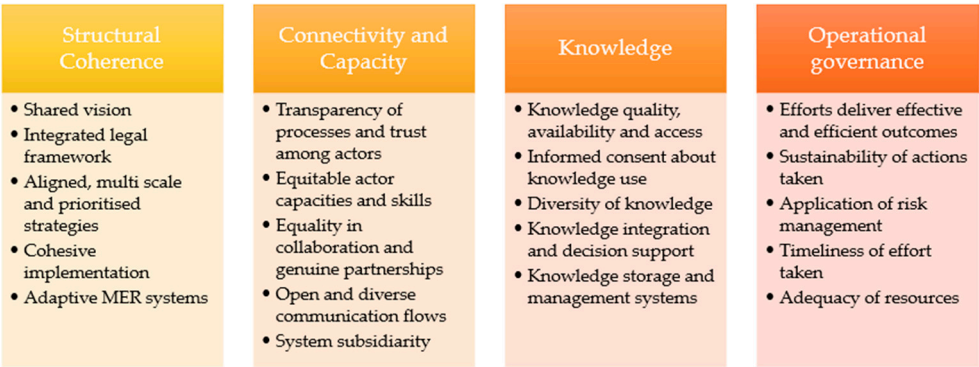 Structural
Coherence
• Shared vision
• Integrated legal
framework
• Aligned, multi scale
and prioritised
strategies
• Cohesive
implementation
• Adaptive MER systems
Connectivity and
Capacity
• Transparency of
processes and trust
among actors
• Equitable actor
capacities and skills
• Equality in
collaboration and
genuine partnerships
• Open and diverse
communication flows
• System subsidiarity
Knowledge
• Knowledge quality,
availability and access
• Informed consent about
knowledge use
• Diversity of knowledge
• Knowledge integration
and decision support
• Knowledge storage and
management systems
Operational
governance
• Efforts deliver effective
and efficient outcomes
• Sustainability of actions
taken
• Application of risk
management
• Timeliness of effort
taken
• Adequacy of resources